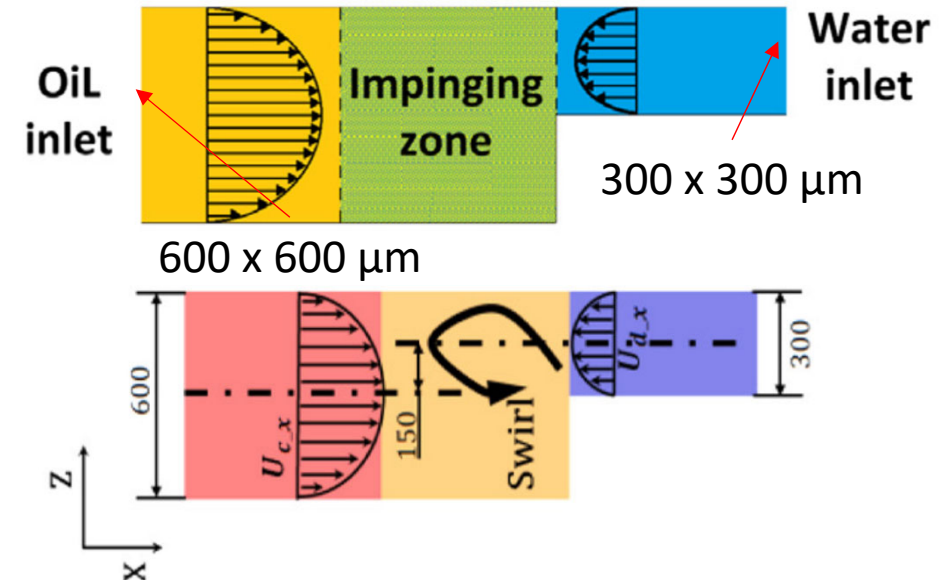 OiL
inlet
Impinging
zone
Water
inlet
300 x 300 µm
600 x 600 µm
600
U_c_x
150
Swirl
U_d_x
300
Z
X